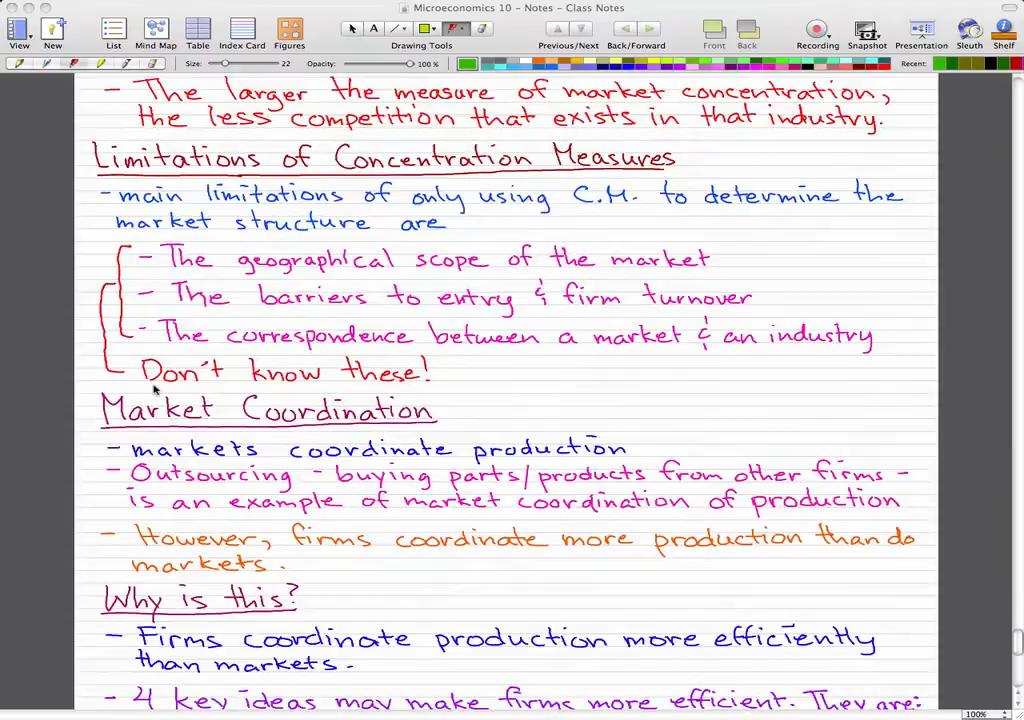 Microeconomics 10 - Notes - Class Notes
View New List Mind Map Table Index Card Figures Drawing Tools Previous/Next Back/Forward Front Back Recording Snapshot Presentation Sleuth Shelf
Size: 22 Opacity: 100 % Recent:
- The larger the measure of market concentration,
the less competition that exists in that industry.
Limitations of Concentration Measures
- main limitations of only using C.M. to determine the
market structure are
- The geographical scope of the market
- The barriers to entry & firm turnover
- The correspondence between a market & an industry
Don't know these!
Market Coordination
- markets coordinate production
- Outsourcing - buying parts/products from other firms -
is an example of market coordination of production
- However, firms coordinate more production than do
markets.
Why is this?
- Firms coordinate production more efficiently
than markets.
- 4 key ideas may make firms more efficient. They are:
100%